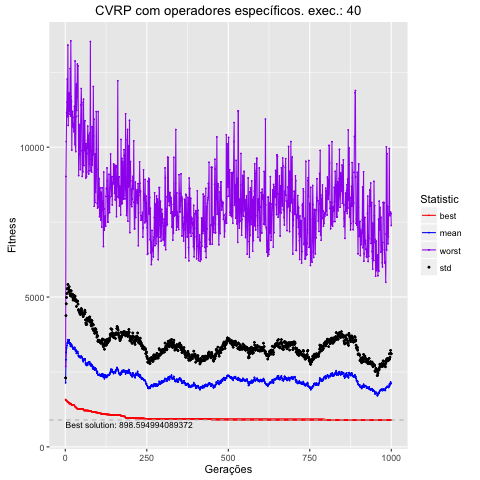 CVRP com operadores específicos. exec.: 40
Fitness
10000
5000
0
Best solution: 898.594994089372
0
250
500
750
1000
Gerações
Statistic
best
mean
worst
std